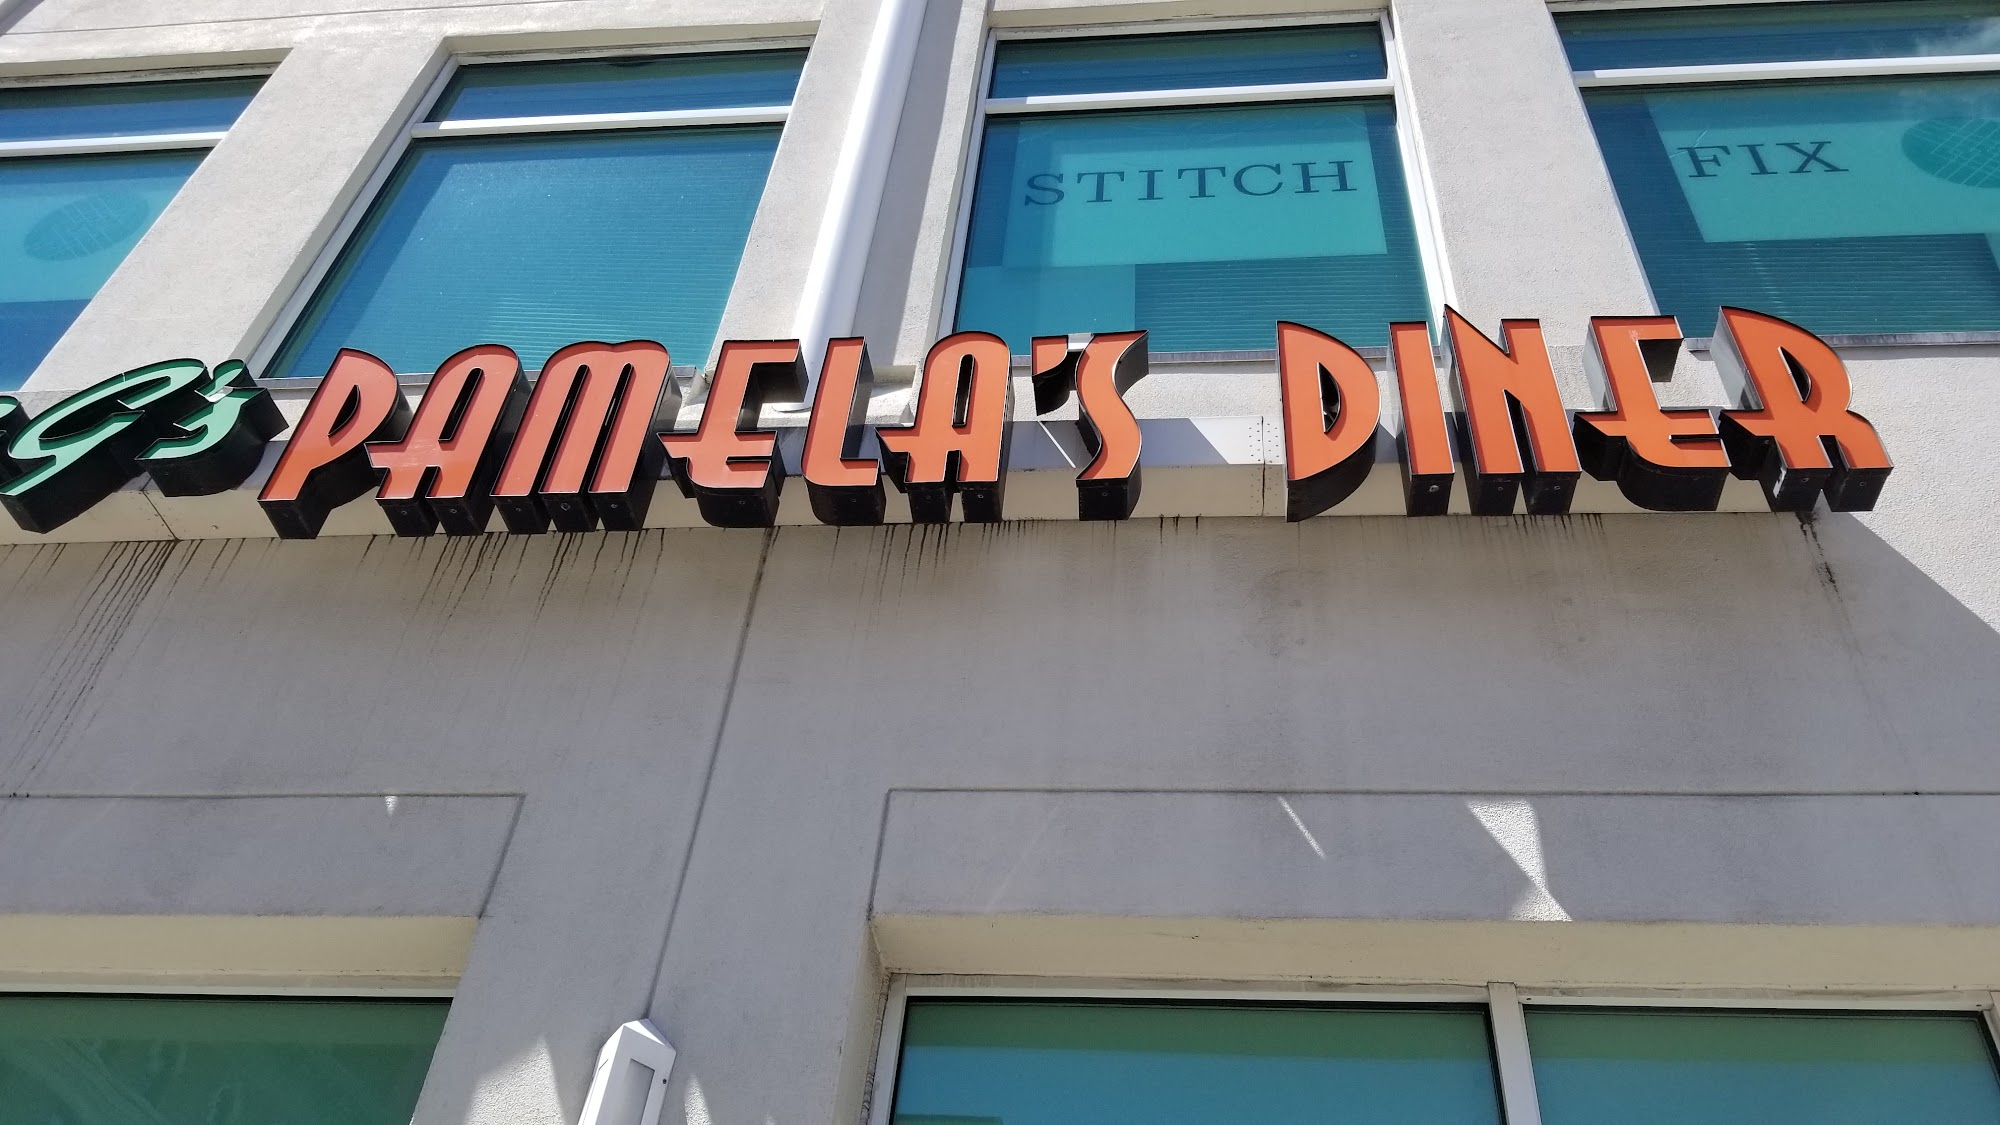 STITCH FIX
G's PAMELA'S DINER